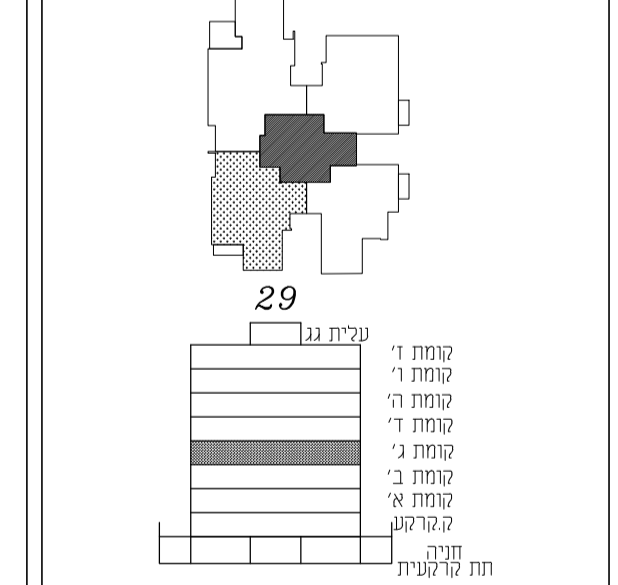 29
עלית גג
קומת ז'
קומת ו'
קומת ה'
קומת ד'
קומת ג'
קומת ב'
קומת א'
ק.קרקע
חניה
תת קרקעית